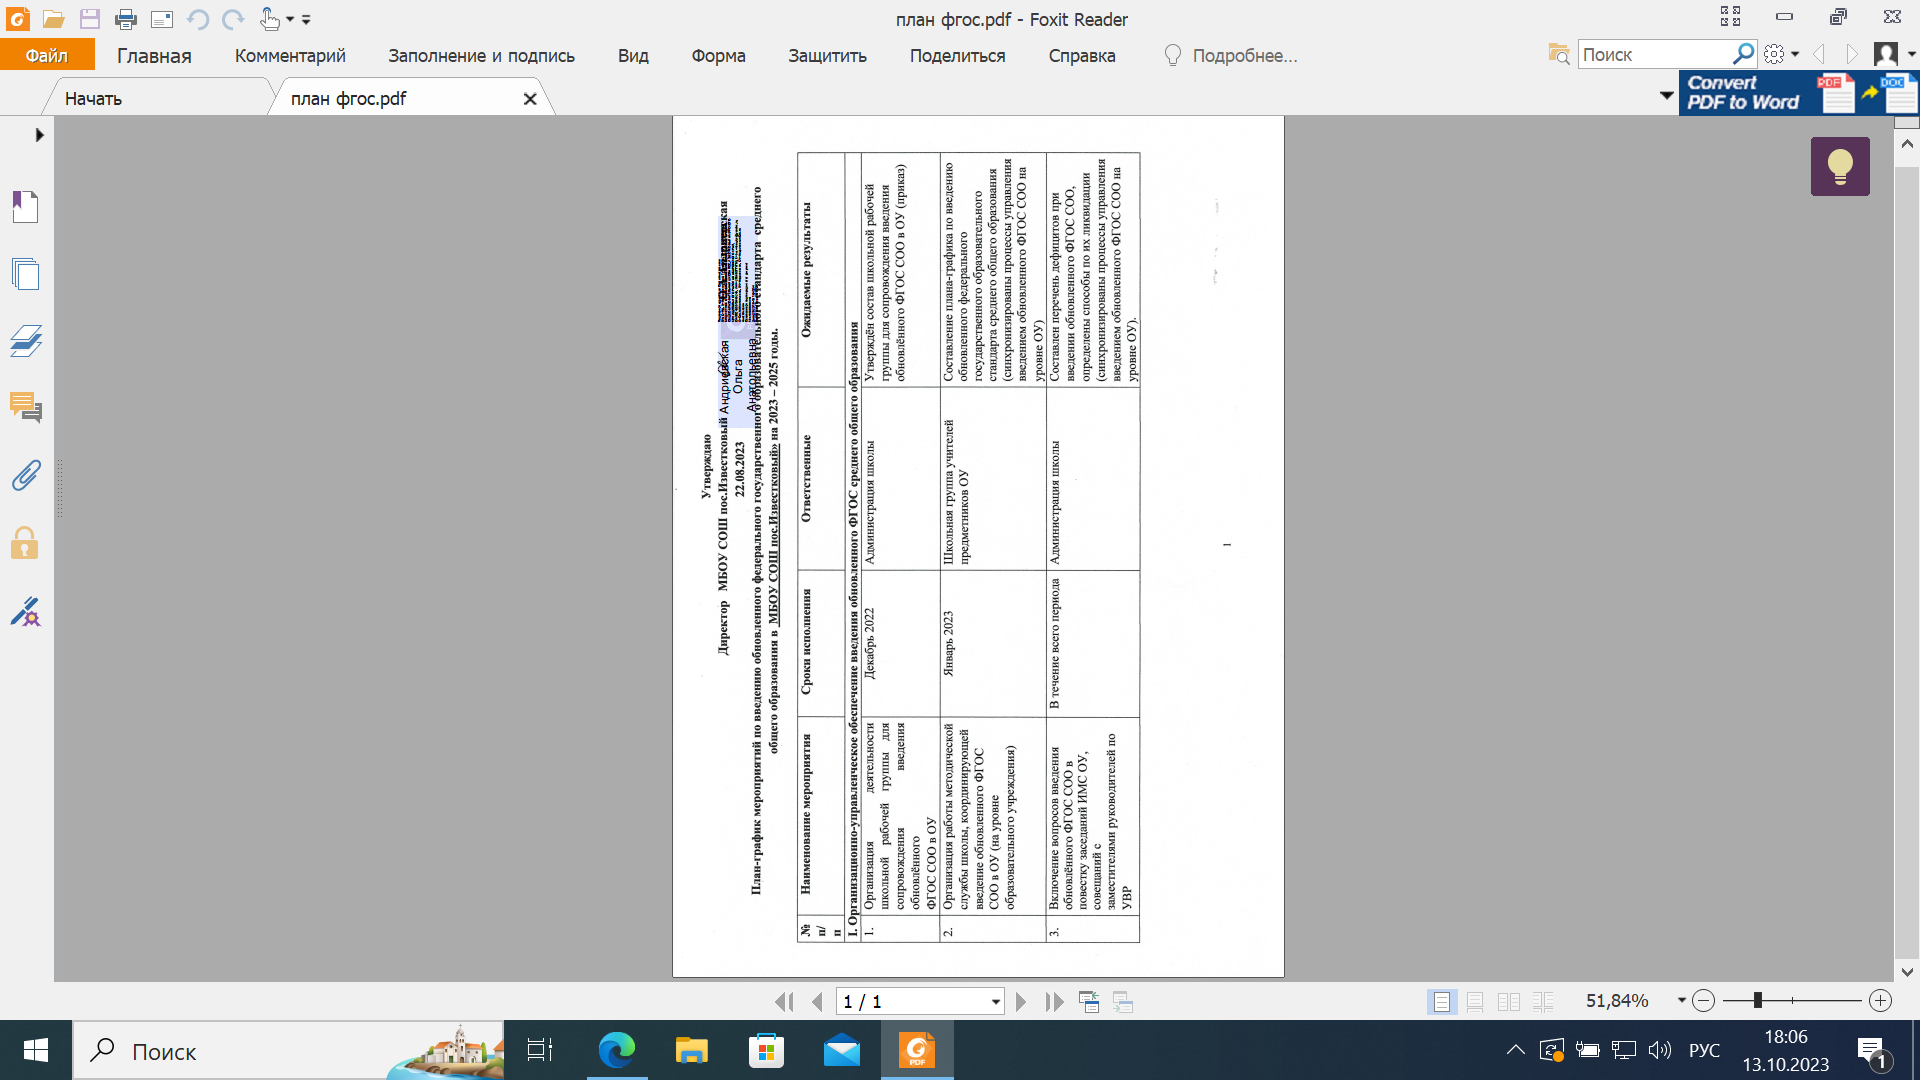 план фгос.pdf - Foxit Reader
Файл
Главная
Комментарий
Заполнение и подпись
Вид
Форма
Защитить
Поделиться
Справка
Подробнее...
Поиск
Начать
план фгос.pdf
Convert
PDF to Word
PDF
DOC
Утверждаю
Директор МБОУ СОШ пос.Известковый
Андриевская
Ольга
Анатольевна
22.08.2023
План-график мероприятий по введению обновленного федерального государственного образовательного стандарта среднего
общего образования в МБОУ СОШ пос.Известковый» на 2023 – 2025 годы.
№
п/
п
Наименование мероприятия
Сроки исполнения
Ответственные
Ожидаемые результаты
I. Организационно-управленческое обеспечение введения обновленного ФГОС среднего общего образования
1.
Организация деятельности
школьной рабочей группы для
сопровождения введения
обновлённого
ФГОС СОО в ОУ
Декабрь 2022
Администрация школы
Утверждён состав школьной рабочей
группы для сопровождения введения
обновлённого ФГОС СОО в ОУ (приказ)
2.
Организация работы методической
службы школы, координирующей
введение обновленного ФГОС
СОО в ОУ (на уровне
образовательного учреждения)
Январь 2023
Школьная группа учителей
предметников ОУ
Составление плана-графика по введению
обновленного федерального
государственного образовательного
стандарта среднего общего образования
(синхронизированы процессы управления
введением обновленного ФГОС СОО на
уровне ОУ)
3.
Включение вопросов введения
обновлённого ФГОС СОО в
повестку заседаний ИМС ОУ,
совещаний с
заместителями руководителей по
УВР
В течение всего периода
Администрация школы
Составлен перечень дефицитов при
введении обновленного ФГОС СОО,
определены способы по их ликвидации
(синхронизированы процессы управления
введением обновленного ФГОС СОО на
уровне ОУ).
1
1 / 1
51,84%
Поиск
PDF
РУС
18:06
13.10.2023
1